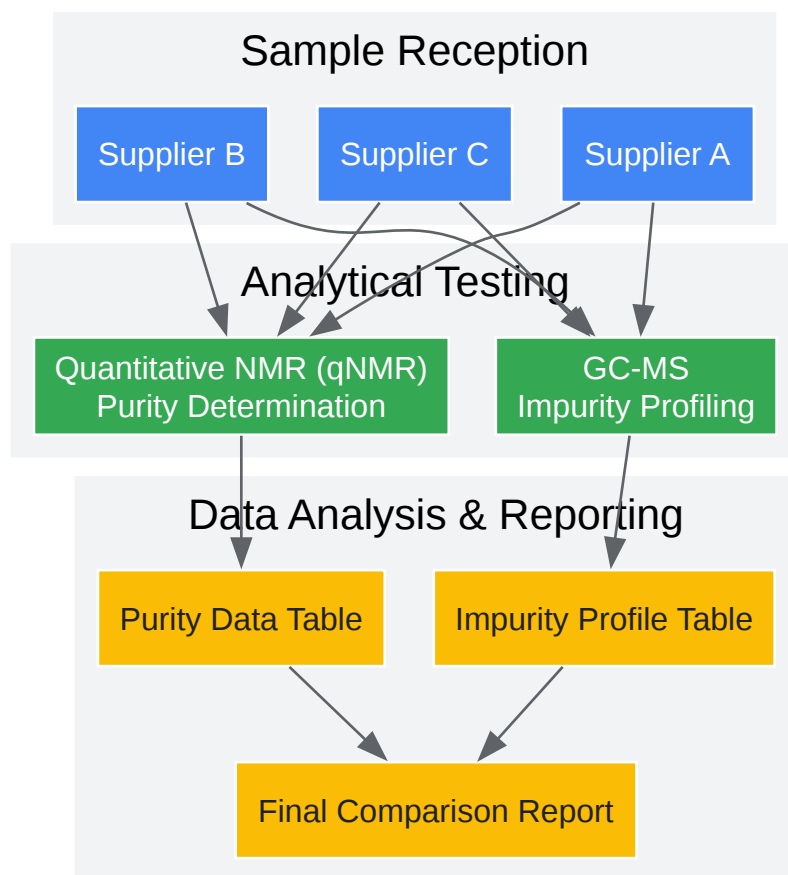 Sample Reception
Supplier B
Supplier C
Supplier A
Analytical Testing
Quantitative NMR (qNMR)
Purity Determination
GC-MS
Impurity Profiling
Data Analysis & Reporting
Purity Data Table
Impurity Profile Table
Final Comparison Report